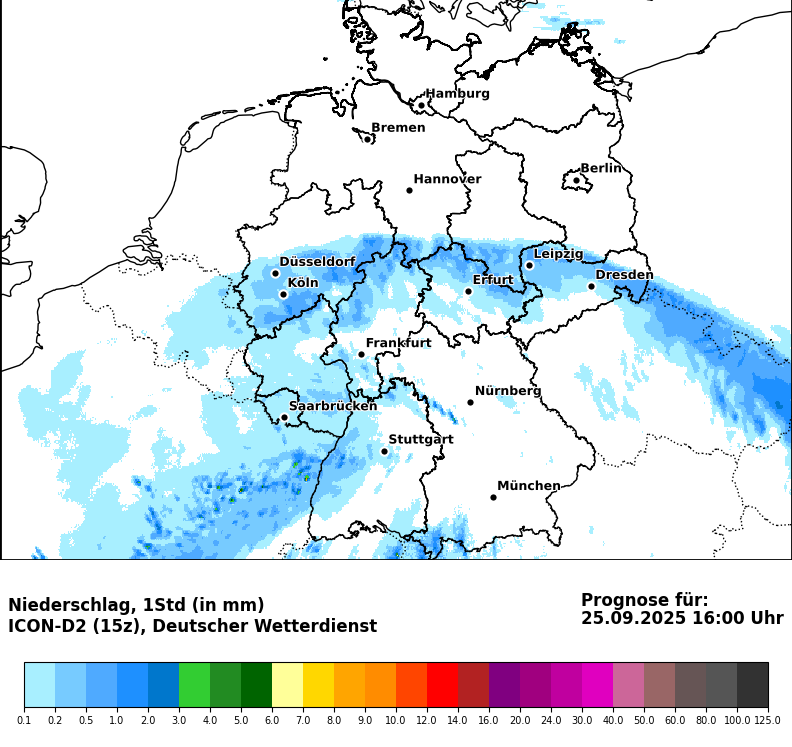 Hamburg
Bremen
Berlin
Hannover
Leipzig
Düsseldorf
Dresden
Köln
Erfurt
Frankfurt
Nürnberg
Saarbrücken
Stuttgart
München
Niederschlag, 1Std (in mm)
ICON-D2 (15z), Deutscher Wetterdienst
Prognose für:
25.09.2025 16:00 Uhr
0.1 0.2 0.5 1.0 2.0 3.0 4.0 5.0 6.0 7.0 8.0 9.0 10.0 12.0 14.0 16.0 20.0 24.0 30.0 40.0 50.0 60.0 80.0 100.0 125.0